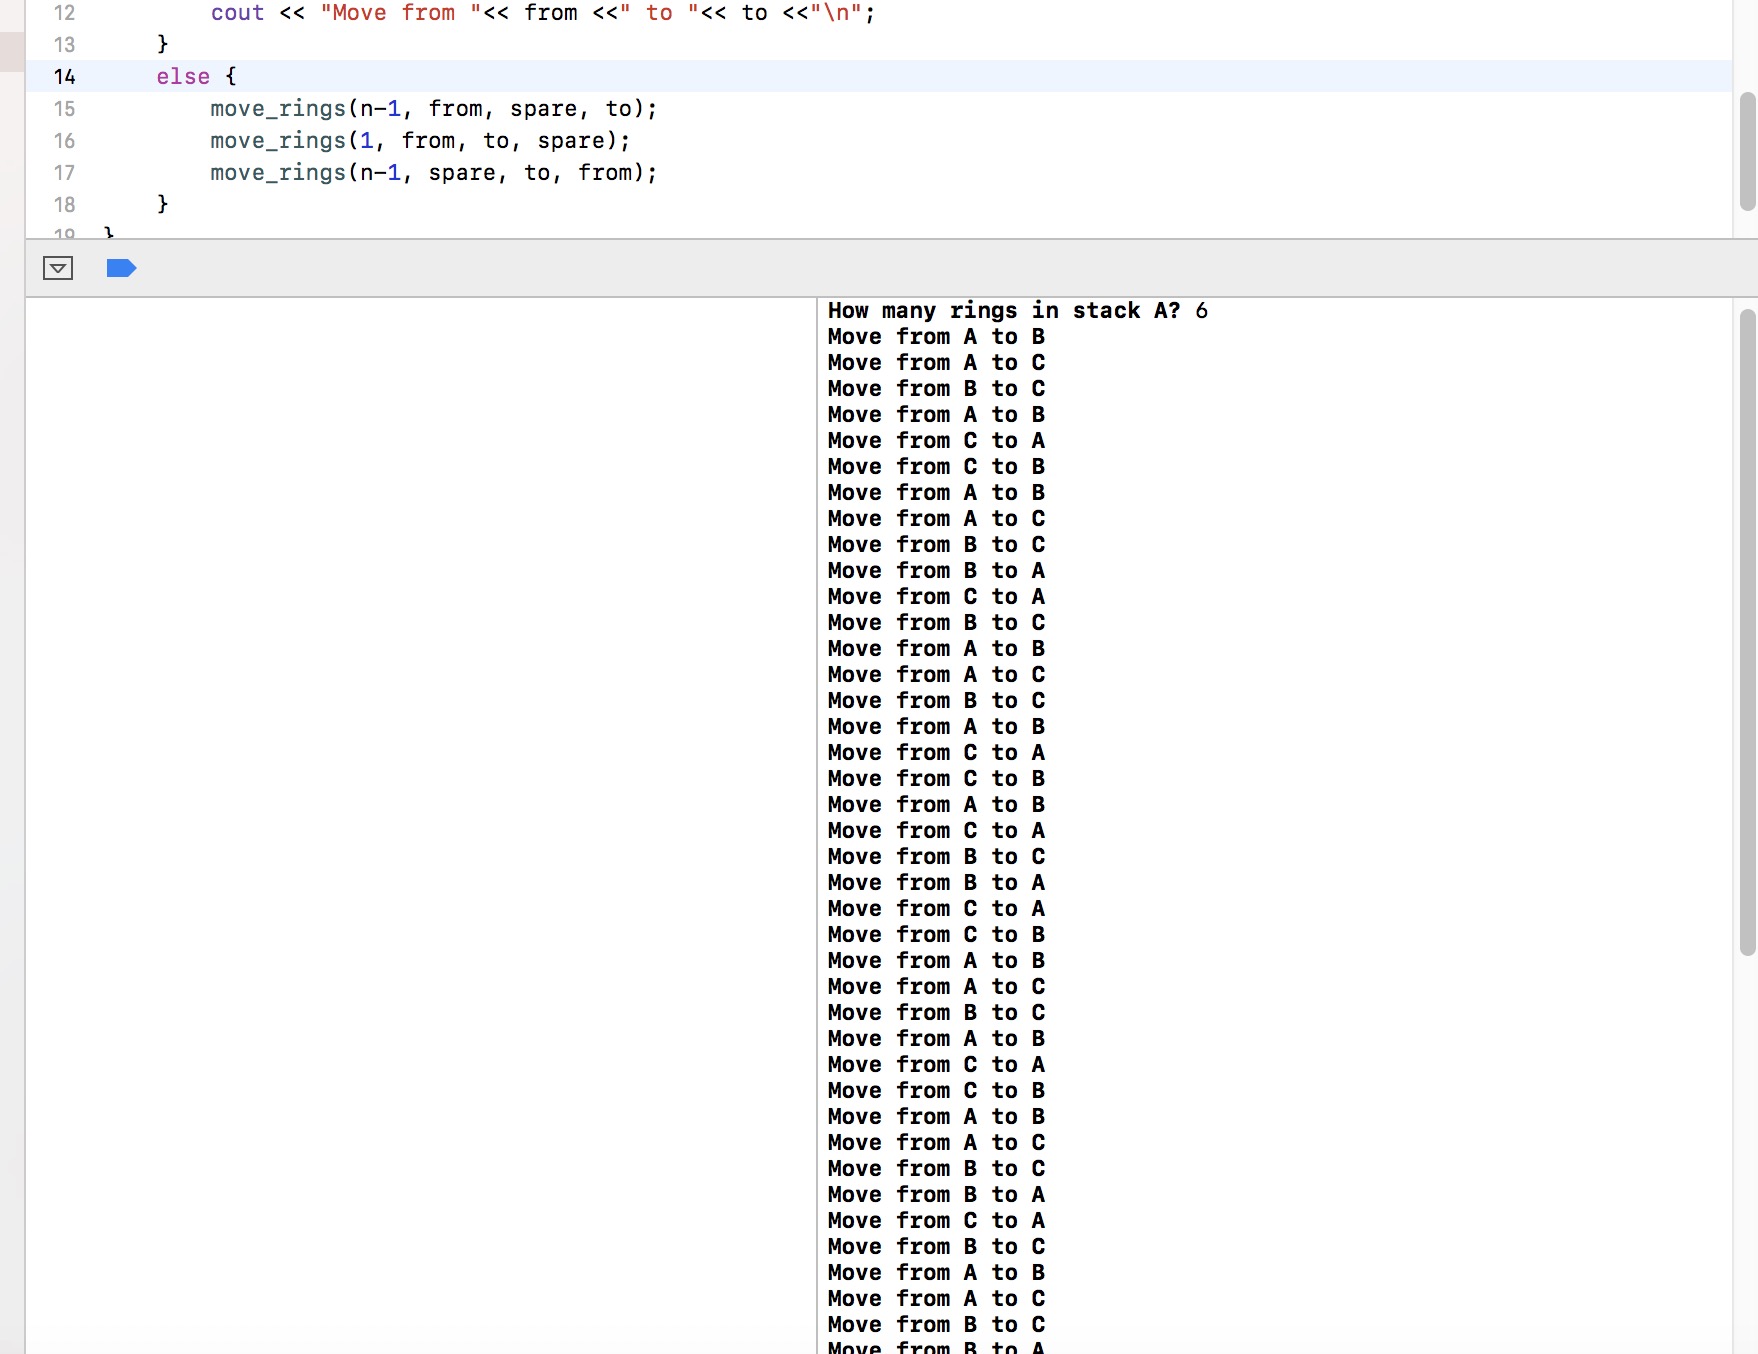 12 cout << "Move from "<< from <<" to "<< to <<"\n";
13 }
14 else {
15 move_rings(n-1, from, spare, to);
16 move_rings(1, from, to, spare);
17 move_rings(n-1, spare, to, from);
18 }
19 }
How many rings in stack A? 6
Move from A to B
Move from A to C
Move from B to C
Move from A to B
Move from C to A
Move from C to B
Move from A to B
Move from A to C
Move from B to C
Move from B to A
Move from C to A
Move from B to C
Move from A to B
Move from A to C
Move from B to C
Move from A to B
Move from C to A
Move from C to B
Move from A to B
Move from C to A
Move from B to C
Move from B to A
Move from C to A
Move from C to B
Move from A to B
Move from A to C
Move from B to C
Move from A to B
Move from C to A
Move from C to B
Move from A to B
Move from A to C
Move from B to C
Move from B to A
Move from C to A
Move from B to C
Move from A to B
Move from A to C
Move from B to C
Move from B to A